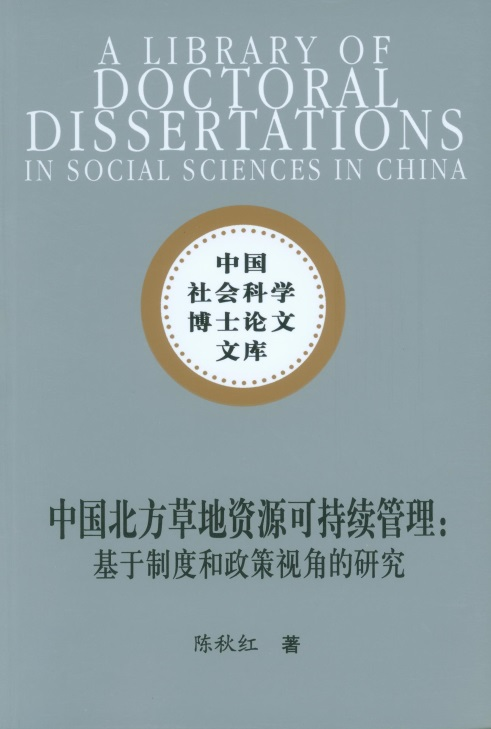 A LIBRARY OF
DOCTORAL
DISSERTATIONS
IN SOCIAL SCIENCES IN CHINA
中国
社会科学
博士论文
文库
中国北方草地资源可持续管理：
基于制度和政策视角的研究
陈秋红 著